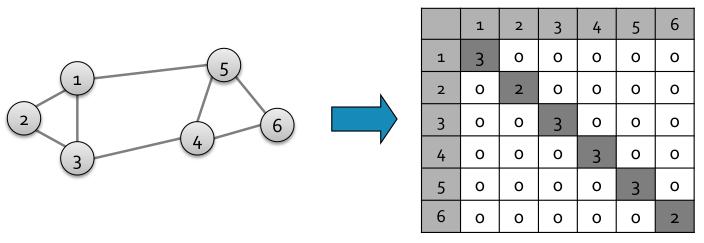 1
5
2
4
6
3
1 2 3 4 5 6
1 3 0 0 0 0 0
2 0 2 0 0 0 0
3 0 0 3 0 0 0
4 0 0 0 3 0 0
5 0 0 0 0 3 0
6 0 0 0 0 0 2